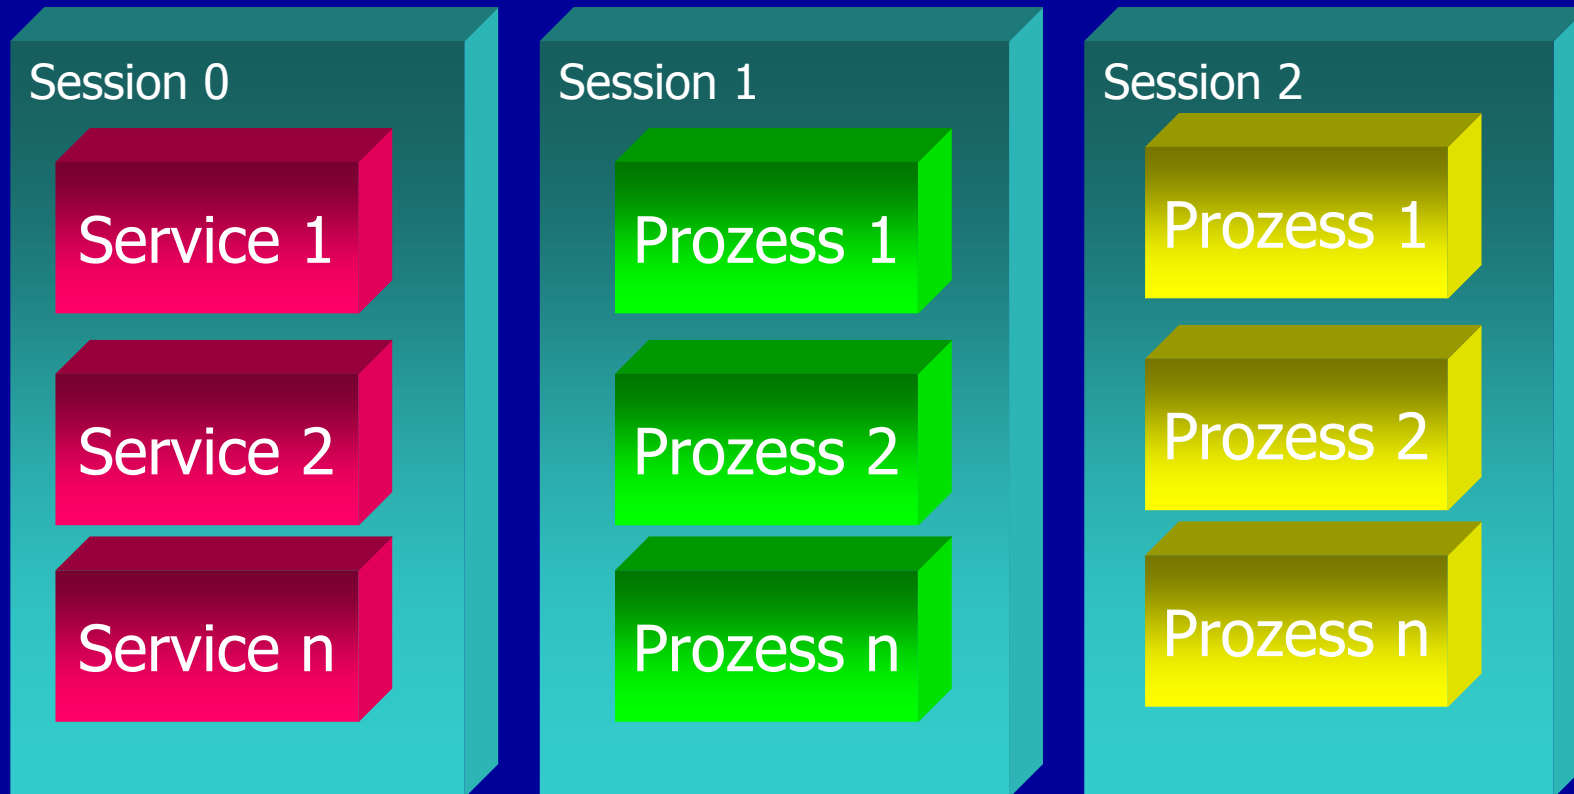 Session 0
Service 1
Service 2
Service n
Session 1
Prozess 1
Prozess 2
Prozess n
Session 2
Prozess 1
Prozess 2
Prozess n